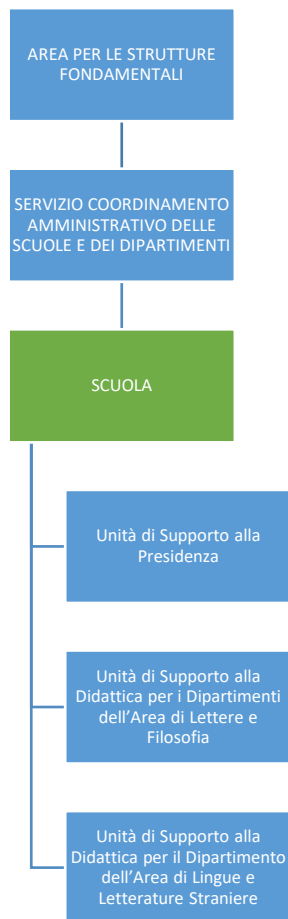 AREA PER LE STRUTTURE
FONDAMENTALI
SERVIZIO COORDINAMENTO
AMMINISTRATIVO DELLE
SCUOLE E DEI DIPARTIMENTI
SCUOLA
Unità di Supporto alla
Presidenza
Unità di Supporto alla
Didattica per i Dipartimenti
dell’Area di Lettere e
Filosofia
Unità di Supporto alla
Didattica per il Dipartimento
dell’Area di Lingue e
Letterature Straniere